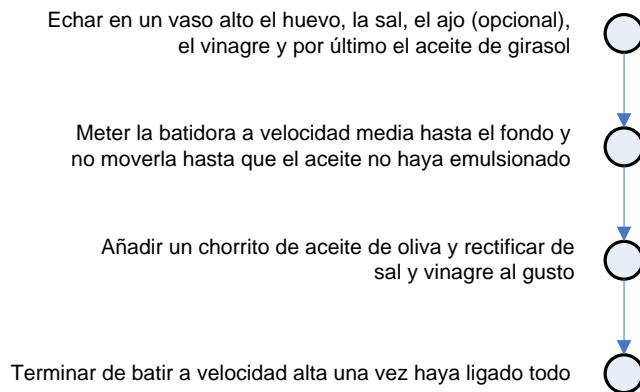 Echar en un vaso alto el huevo, la sal, el ajo (opcional),
el vinagre y por último el aceite de girasol
Meter la batidora a velocidad media hasta el fondo y
no moverla hasta que el aceite no haya emulsionado
Añadir un chorrito de aceite de oliva y rectificar de
sal y vinagre al gusto
Terminar de batir a velocidad alta una vez haya ligado todo